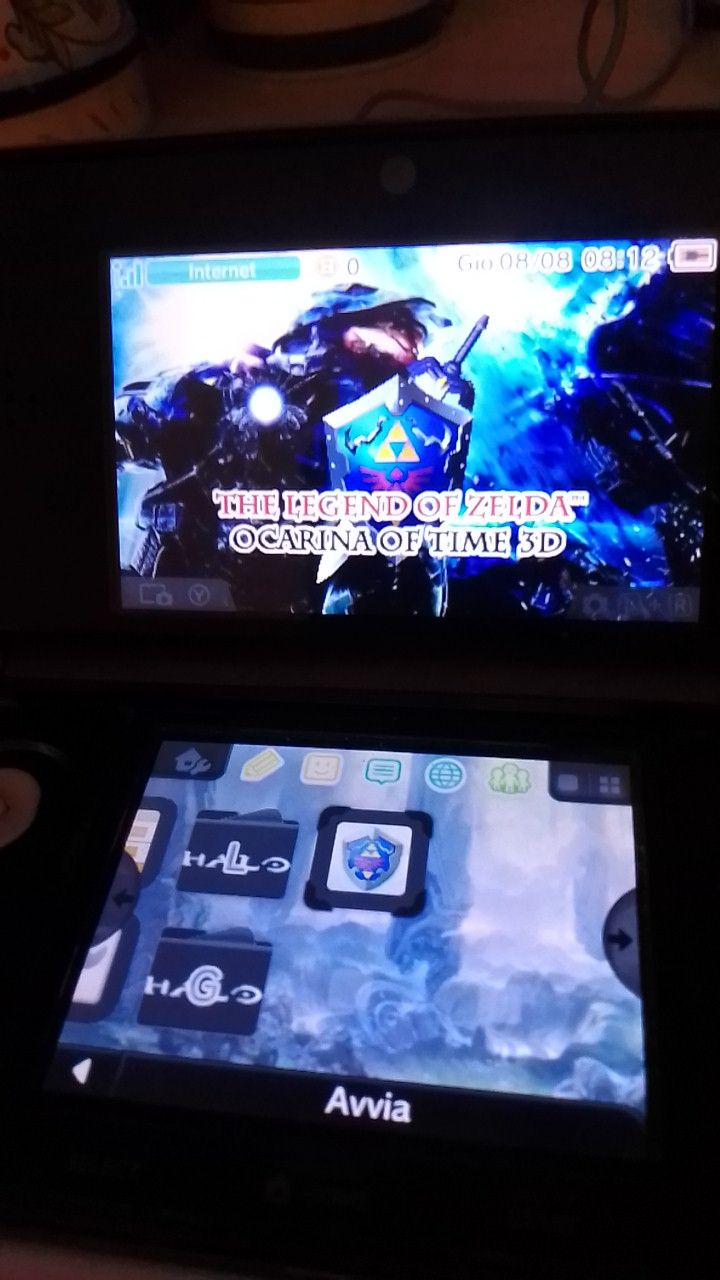 Internet 0 Gio 08/08 08:12
THE LEGEND OF ZELDA™
OCARINA OF TIME 3D
Y
HALO
L
HALO
G
Avvia